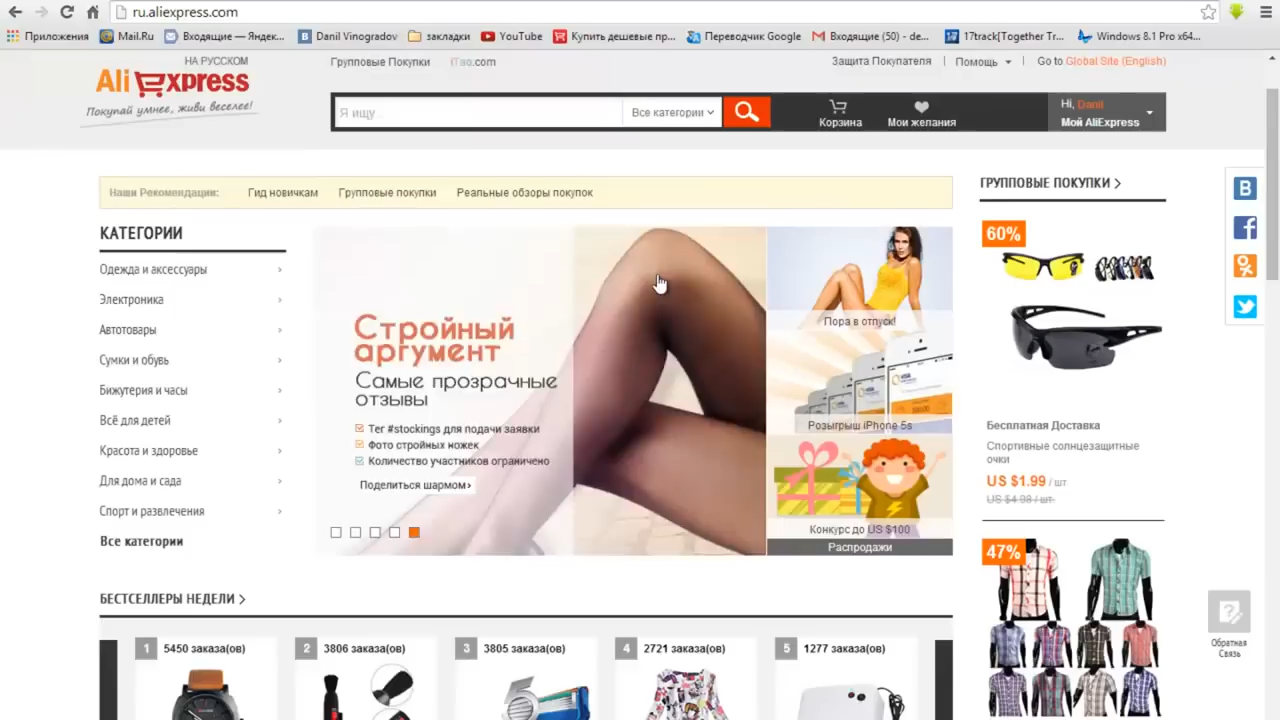 ru.aliexpress.com
Приложения
Mail.Ru
Входящие — Яндек...
Danil Vinogradov
закладки
YouTube
Купить дешевые пр...
Переводчик Google
Входящие (50) - de...
17track[Together Tr...
Windows 8.1 Pro x64...
НА РУССКОМ
AliExpress
Покупай умнее, живи веселее!
Групповые Покупки
iTao.com
Защита Покупателя
Помощь
Go to Global Site (English)
Я ищу...
Все категории
Корзина
Мои желания
Hi, Danil
Мой AliExpress
Наши Рекомендации:
Гид новичкам
Групповые покупки
Реальные обзоры покупок
КАТЕГОРИИ
Одежда и аксессуары
Электроника
Автотовары
Сумки и обувь
Бижутерия и часы
Всё для детей
Красота и здоровье
Для дома и сада
Спорт и развлечения
Все категории
Стройный
аргумент
Самые прозрачные
отзывы
Тег #stockings для подачи заявки
Фото стройных ножек
Количество участников ограничено
Поделиться шармом›
Пора в отпуск!
Розыгрыш iPhone 5s
Конкурс до US $100
Распродажи
ГРУППОВЫЕ ПОКУПКИ
60%
Бесплатная Доставка
Спортивные солнцезащитные
очки
US $1.99 / шт
US $4.98 / шт.
47%
Обратная
Связь
БЕСТСЕЛЛЕРЫ НЕДЕЛИ
1 5450 заказа(ов)
2 3806 заказа(ов)
3 3805 заказа(ов)
4 2721 заказа(ов)
5 1277 заказа(ов)